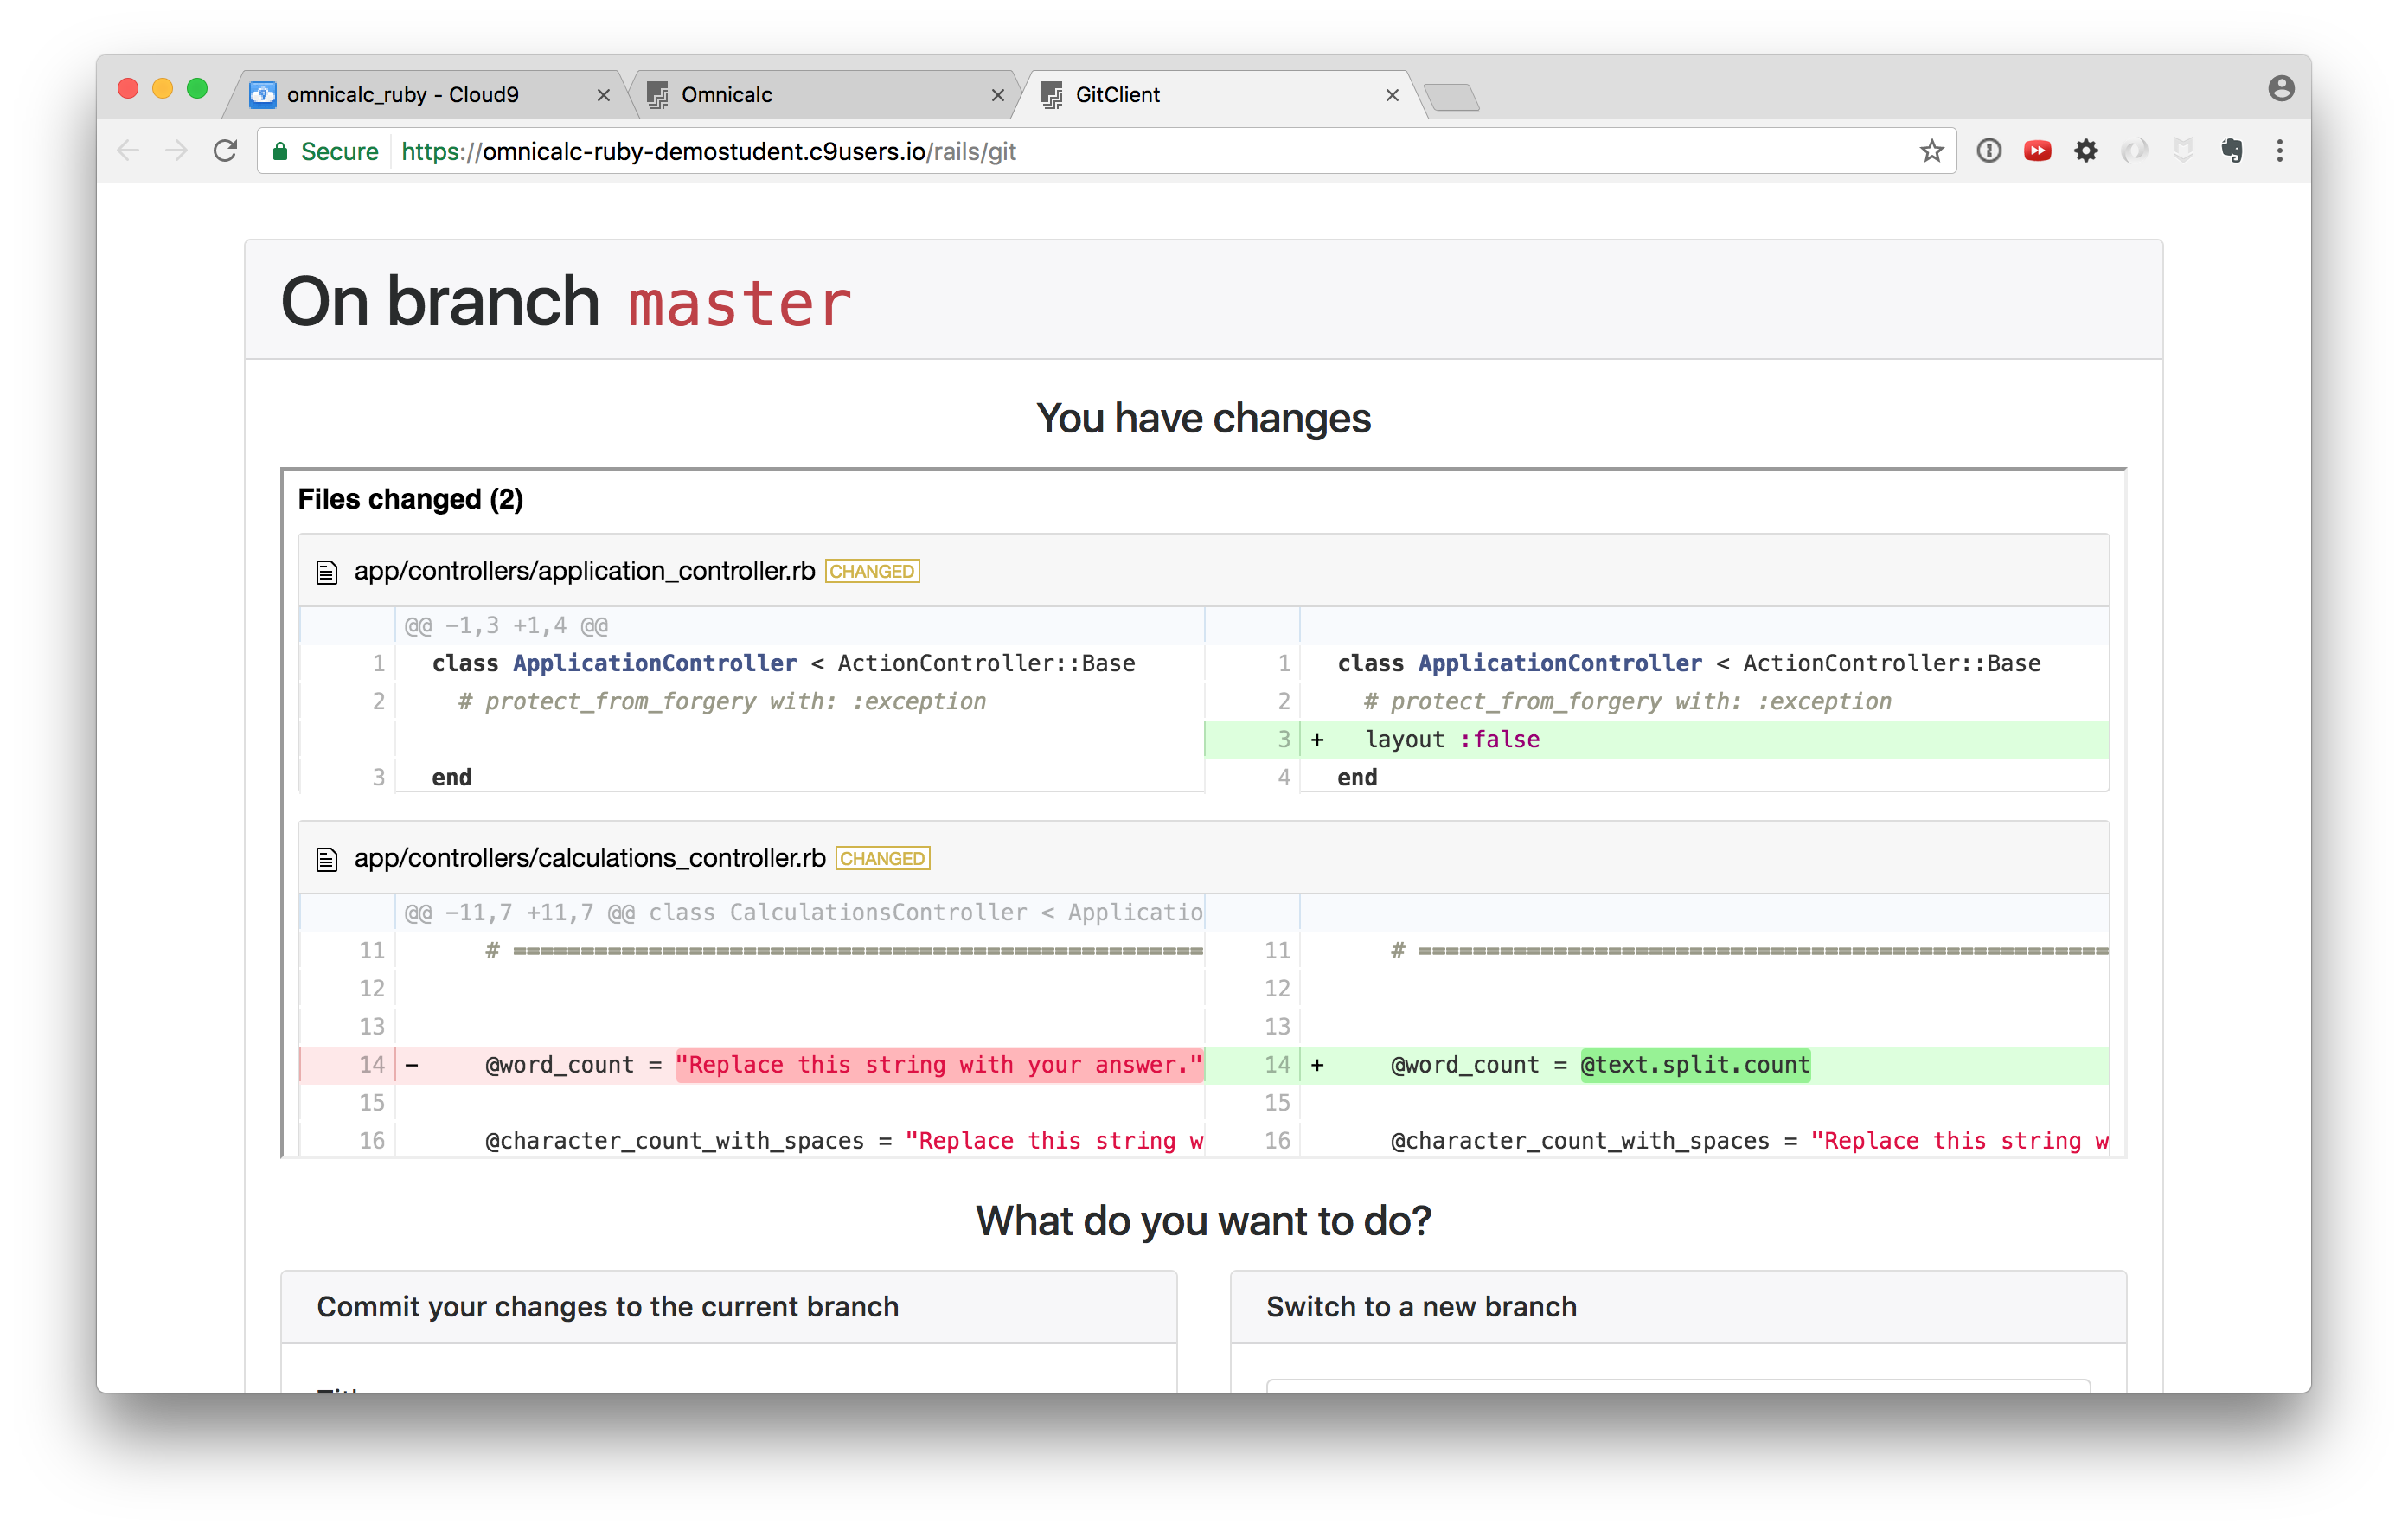 omnicalc_ruby - Cloud9
Omnicalc
GitClient
Secure https://omnicalc-ruby-demostudent.c9users.io/rails/git
On branch master
You have changes
Files changed (2)
app/controllers/application_controller.rb CHANGED
@@ -1,3 +1,4 @@
1 class ApplicationController < ActionController::Base 1 class ApplicationController < ActionController::Base
2 # protect_from_forgery with: :exception 2 # protect_from_forgery with: :exception
3 + layout :false
3 end 4 end
app/controllers/calculations_controller.rb CHANGED
@@ -11,7 +11,7 @@ class CalculationsController < Applicatio
11 # =================================================== 11 # ===================================================
12 12
13 13
14 - @word_count = "Replace this string with your answer." 14 + @word_count = @text.split.count
15 15
16 @character_count_with_spaces = "Replace this string w 16 @character_count_with_spaces = "Replace this string w
What do you want to do?
Commit your changes to the current branch
Switch to a new branch